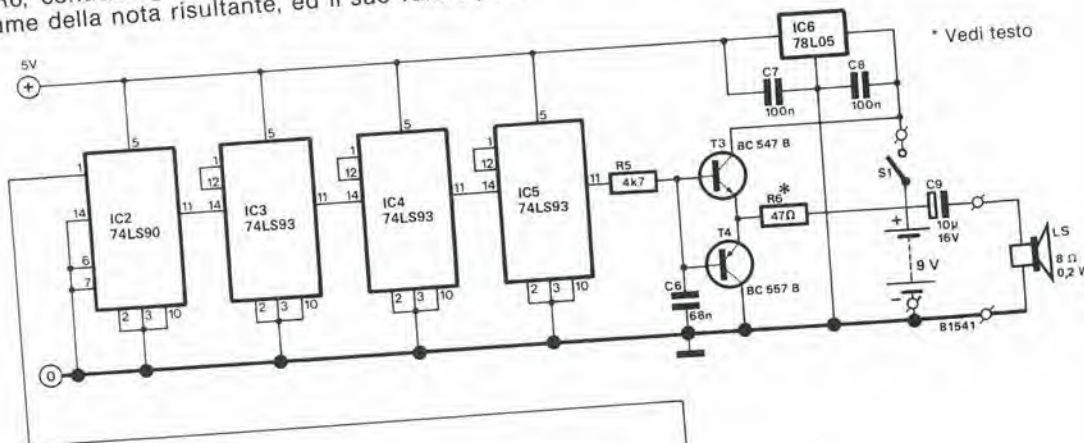 ume della nota risultante, ed il suo
* Vedi testo
5V
+
IC6
78L05
C7
100n
C8
100n
1
14
6
7
5
11
IC2
74LS90
2 3 10
1
12
14
5
11
IC3
74LS93
2 3 10
1
12
14
5
11
IC4
74LS93
2 3 10
1
12
14
5
11
IC5
74LS93
2 3 10
R5
4k7
T3
BC 547 B
R6*
47Ω
T4
BC 557 B
C6
68n
S1
+
9 V
-
C9
10µ
16V
LS
8 Ω
0,2 W
81541
0